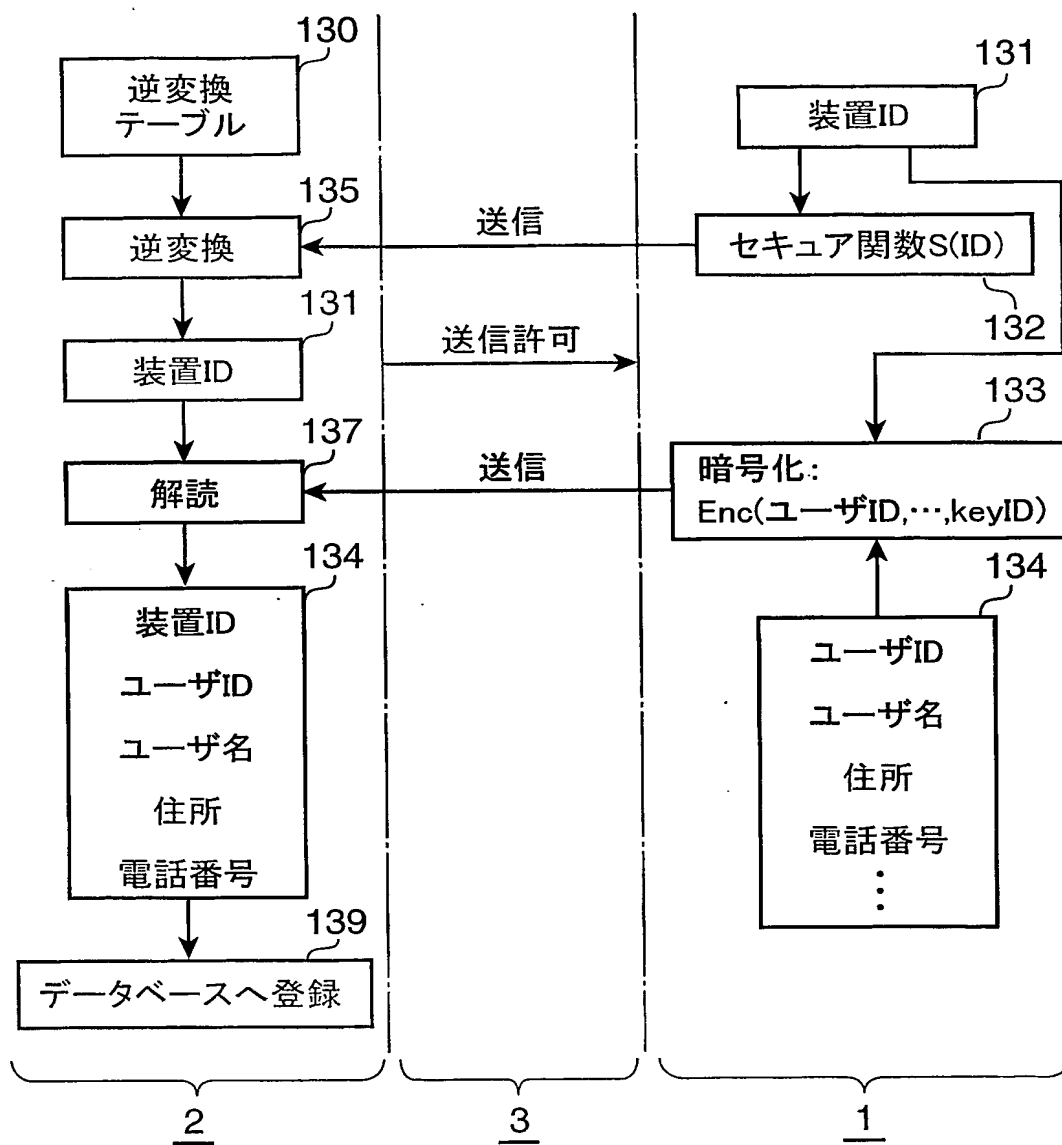 130
逆変換
テーブル
131
装置ID
135
逆変換
送信
セキュア関数S(ID)
132
131
装置ID
送信許可
133
137
解読
送信
暗号化:
Enc(ユーザID,…,keyID)
134
装置ID
ユーザID
ユーザ名
住所
電話番号
134
ユーザID
ユーザ名
住所
電話番号
⋮
139
データベースへ登録
2
3
1